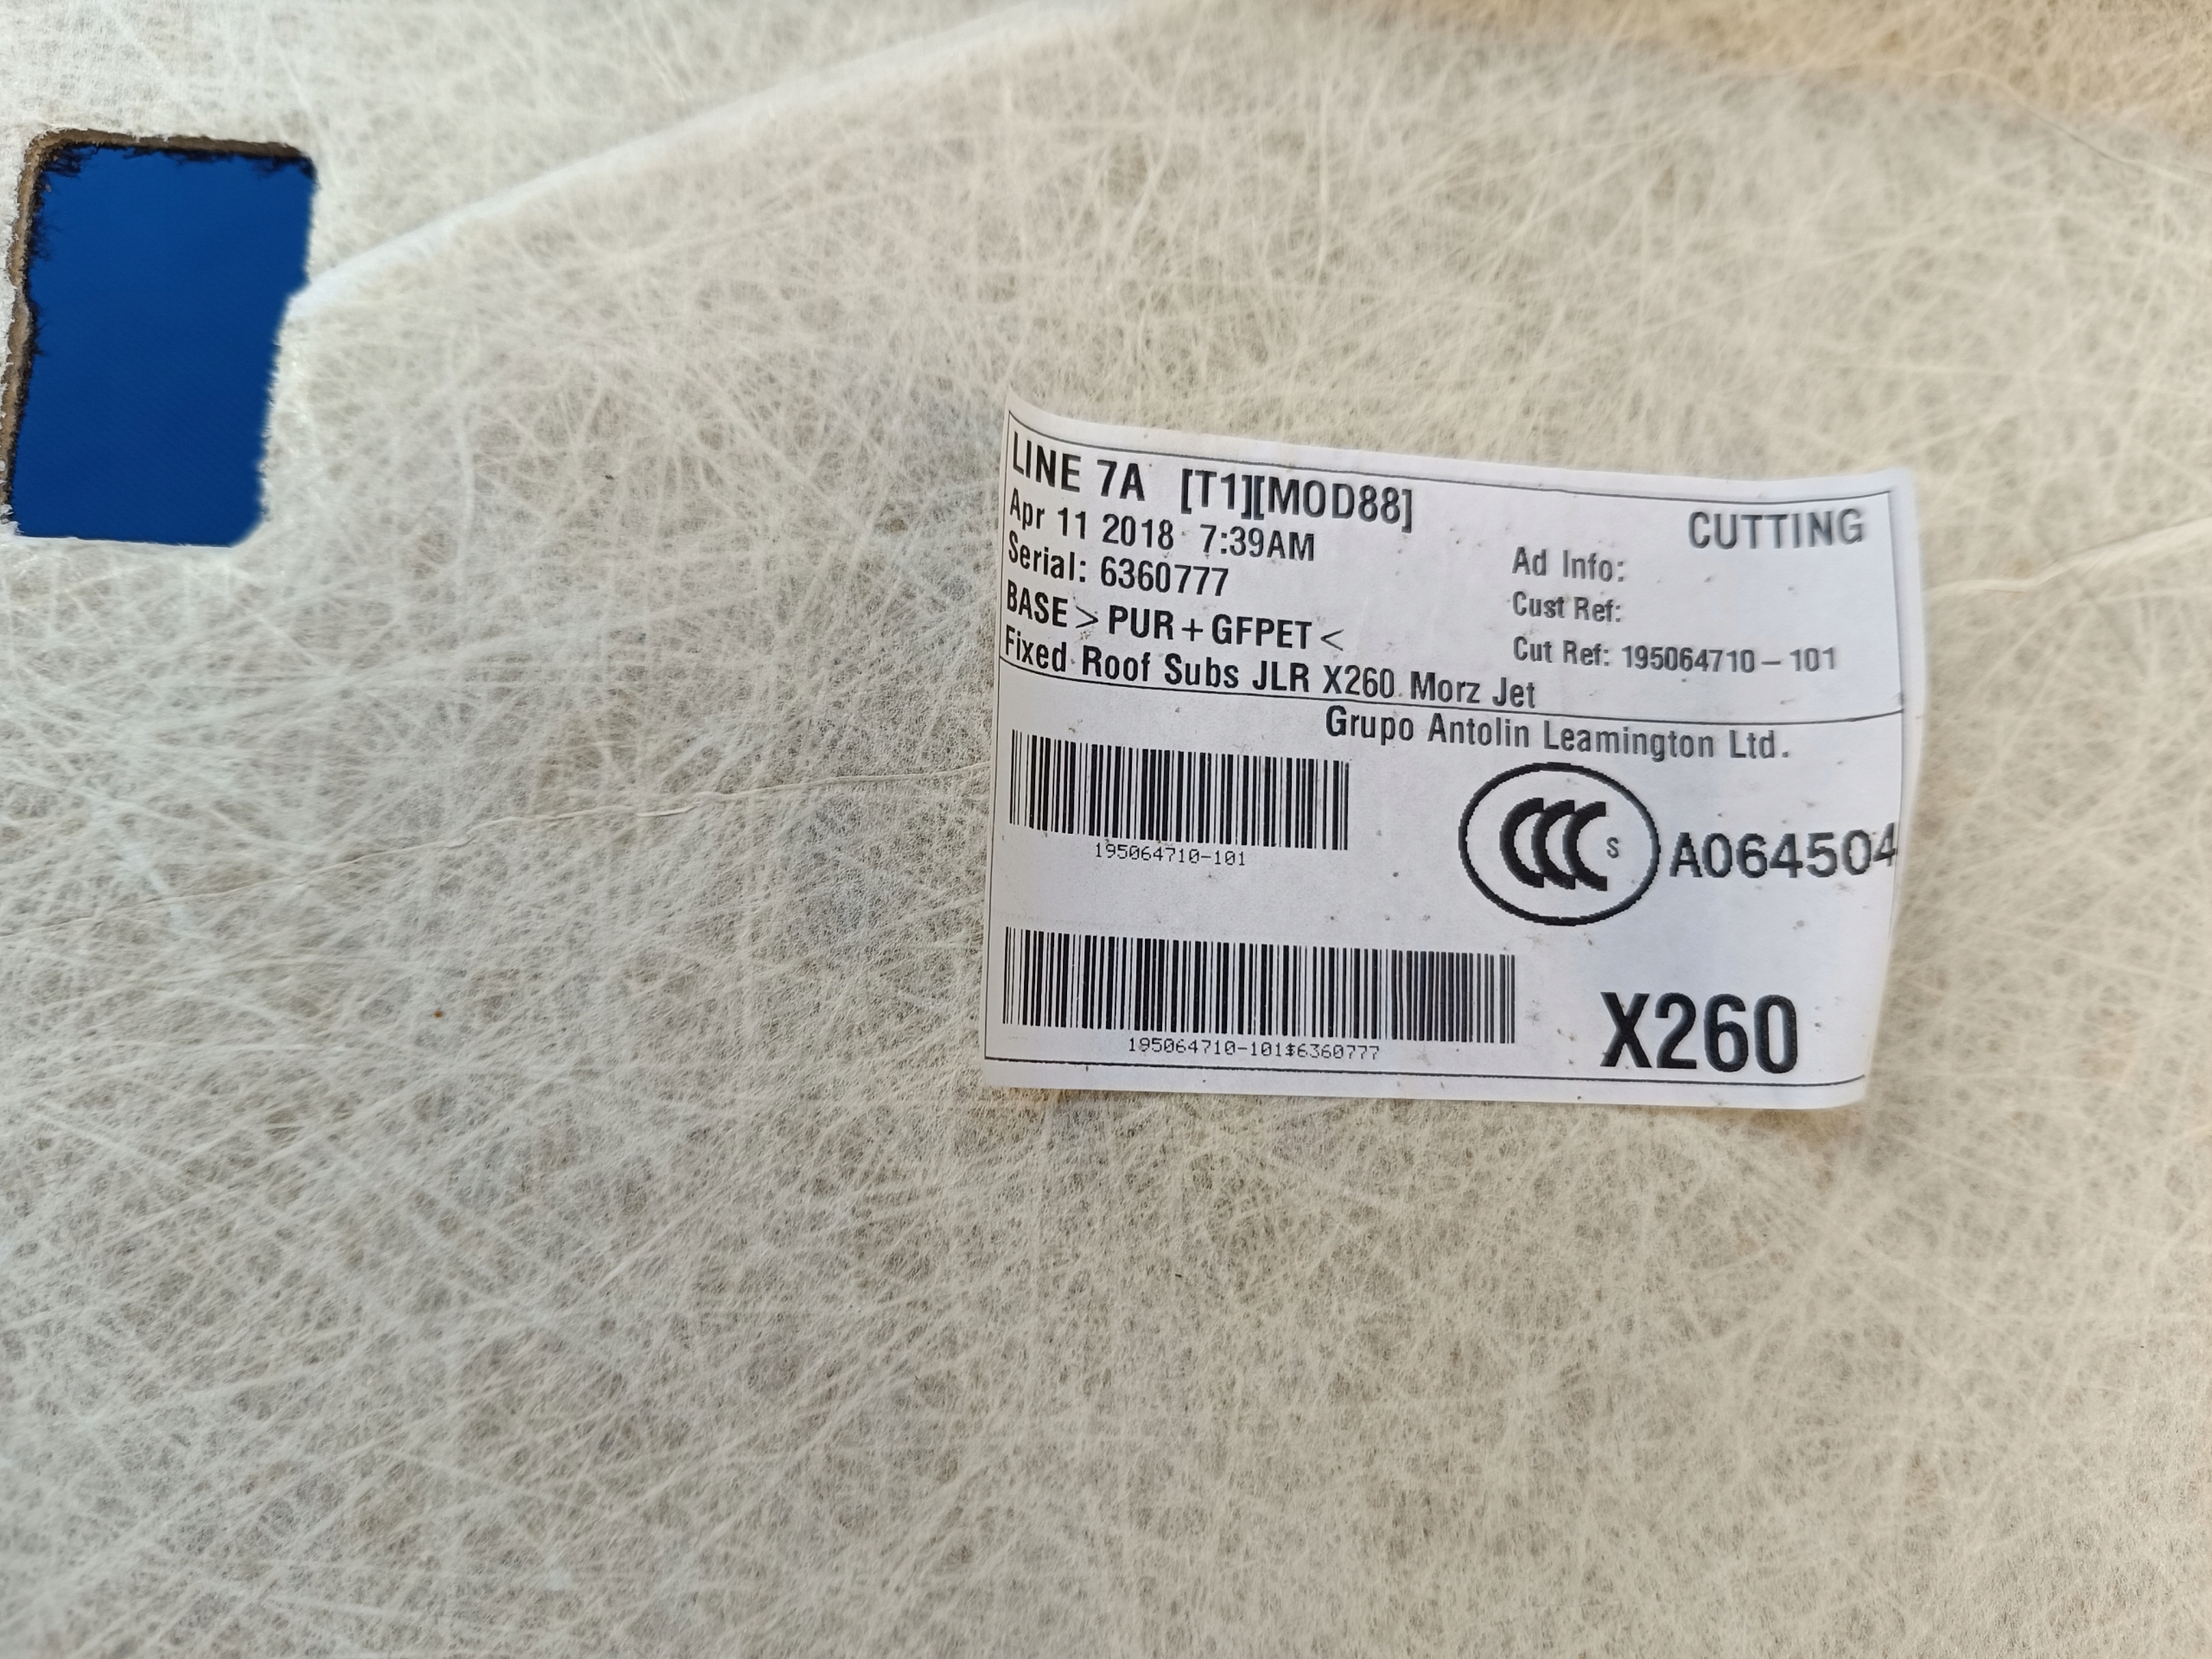 LINE 7A [T1][MOD88]
CUTTING
Apr 11 2018 7:39AM
Ad Info:
Serial: 6360777
Cust Ref:
BASE > PUR + GFPET <
Cut Ref: 195064710-101
Fixed Roof Subs JLR X260 Morz Jet
Grupo Antolin Leamington Ltd.
195064710-101
CCC S A064504
195064710-101$6360777
X260